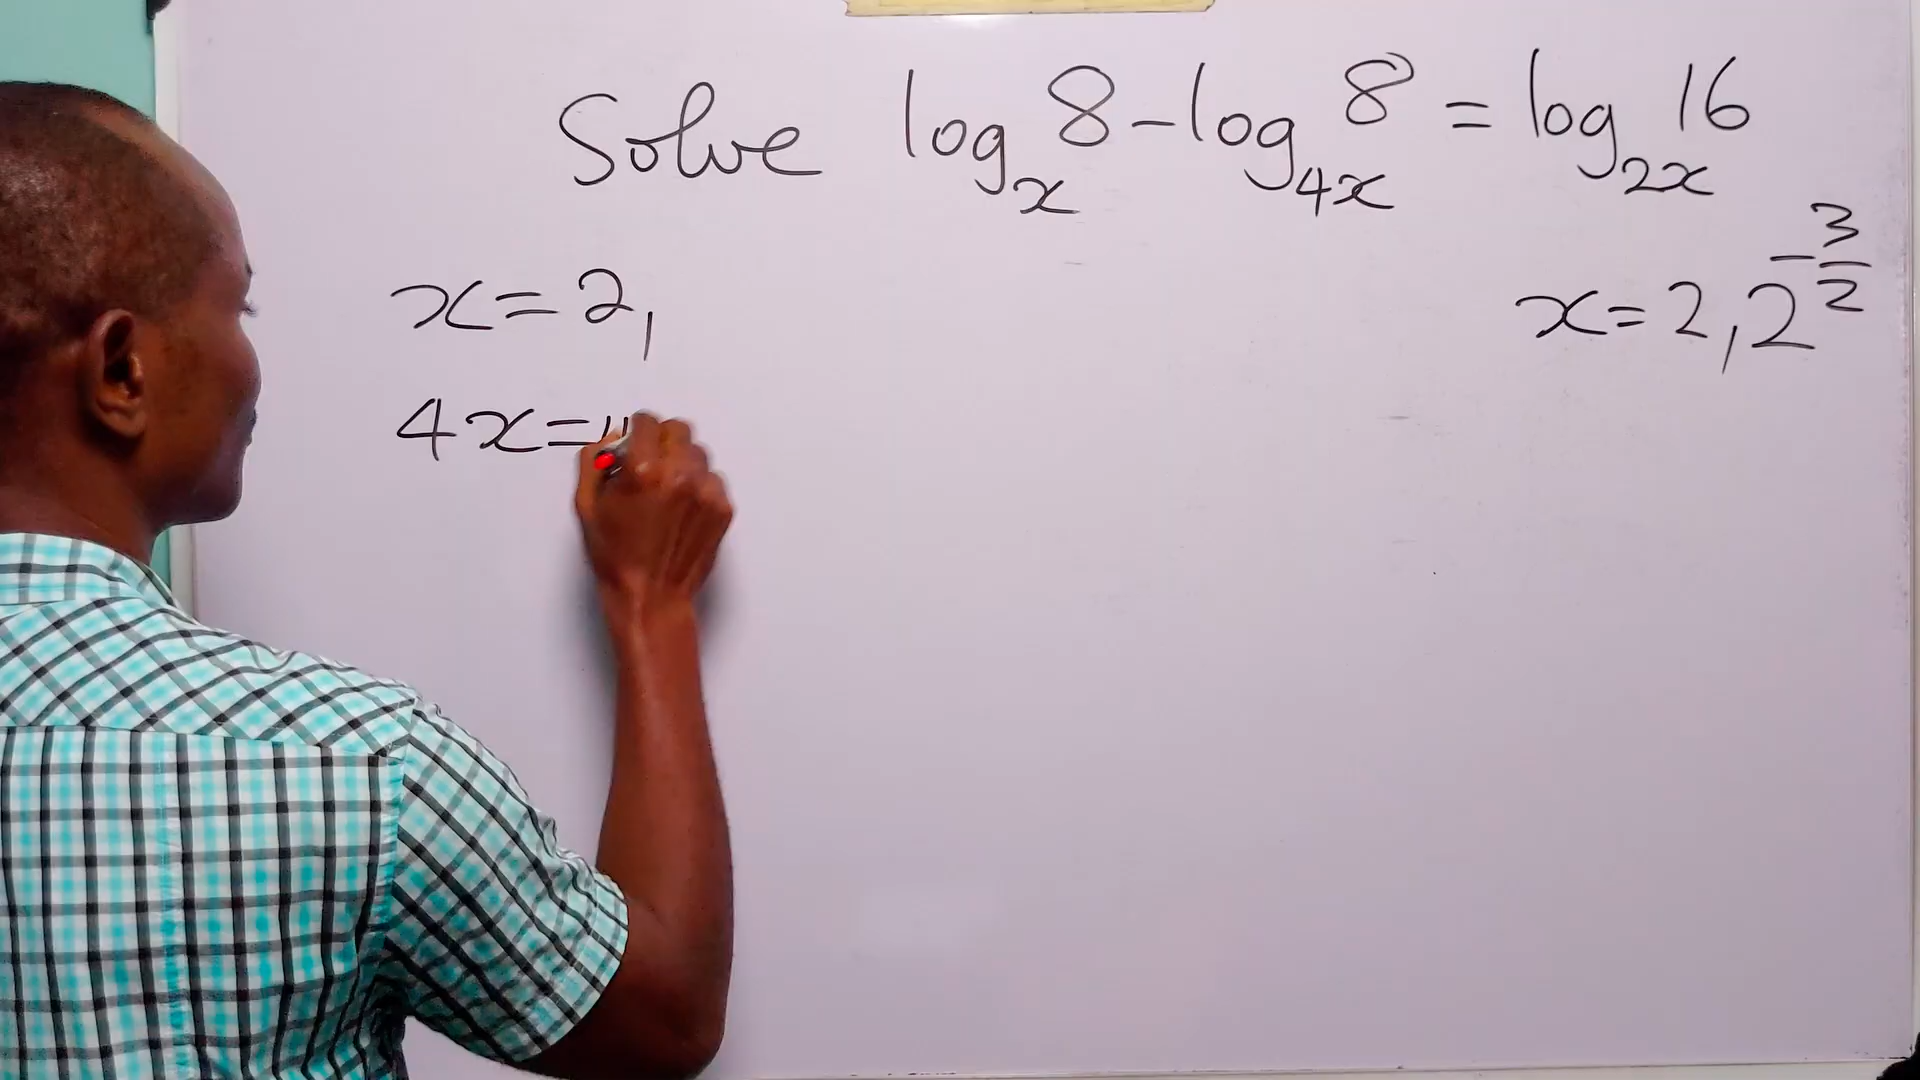 Solve log_x 8 - log_4x 8 = log_2x 16
x = 2, 2^(-3/2)
x = 2,
4x =